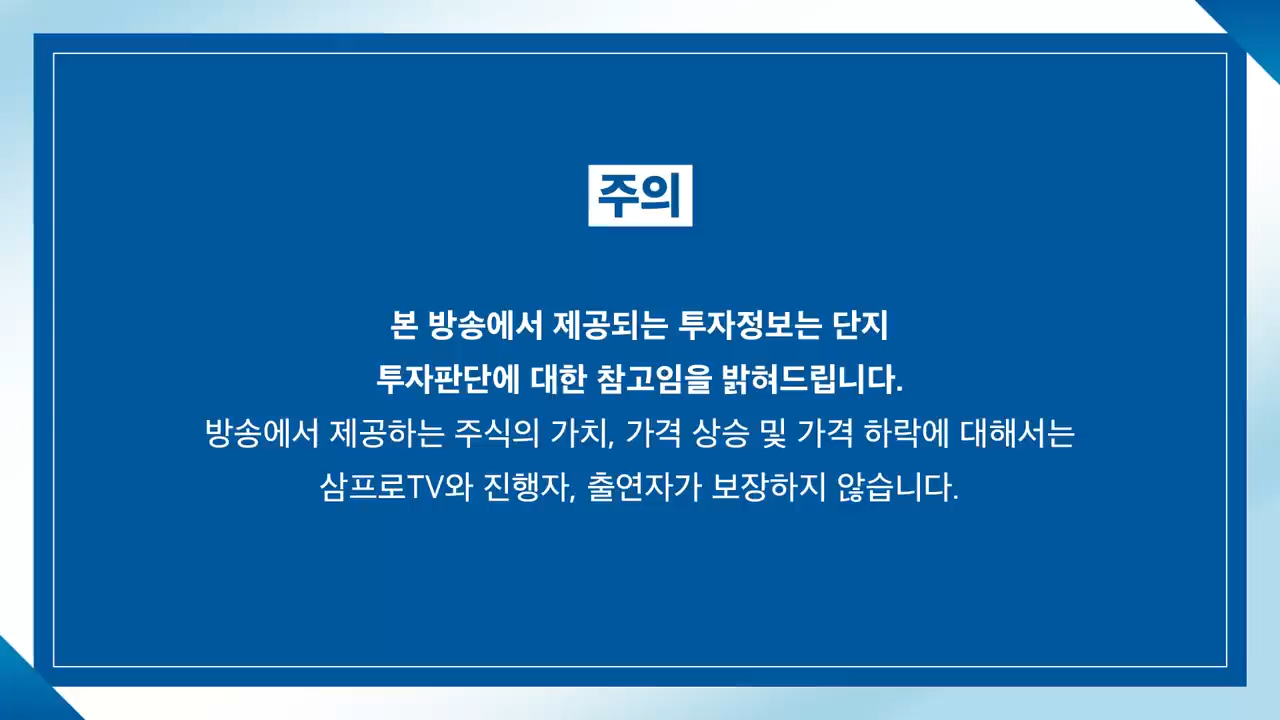 주의
본 방송에서 제공되는 투자정보는 단지
투자판단에 대한 참고임을 밝혀드립니다.
방송에서 제공하는 주식의 가치, 가격 상승 및 가격 하락에 대해서는
삼프로TV와 진행자, 출연자가 보장하지 않습니다.